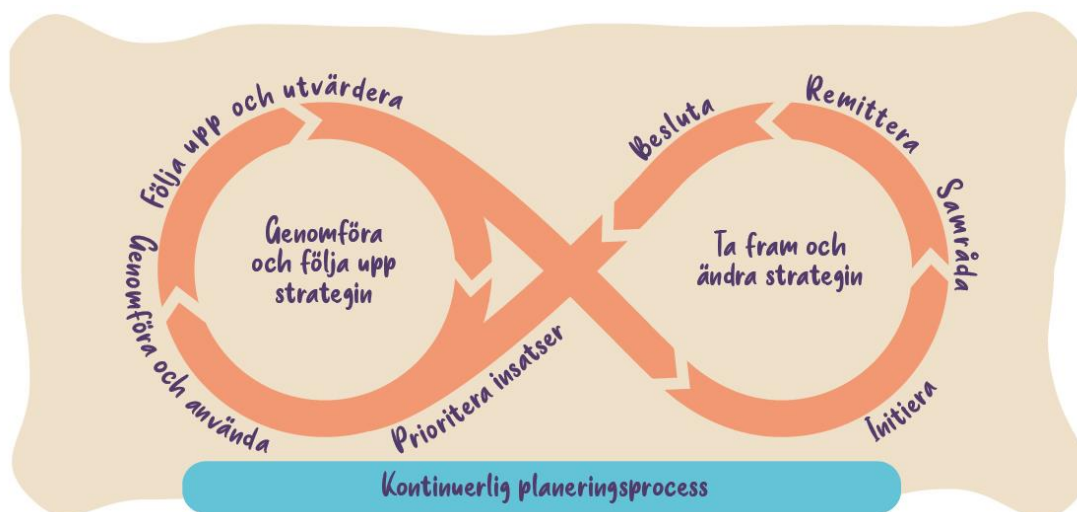 Följa upp och utvärdera
Besluta
Remittera
Samråda
Initiera
Prioritera insatser
Genomföra och använda
Genomföra
och följa upp
strategin
Ta fram och
ändra strategin
Kontinuerlig planeringsprocess